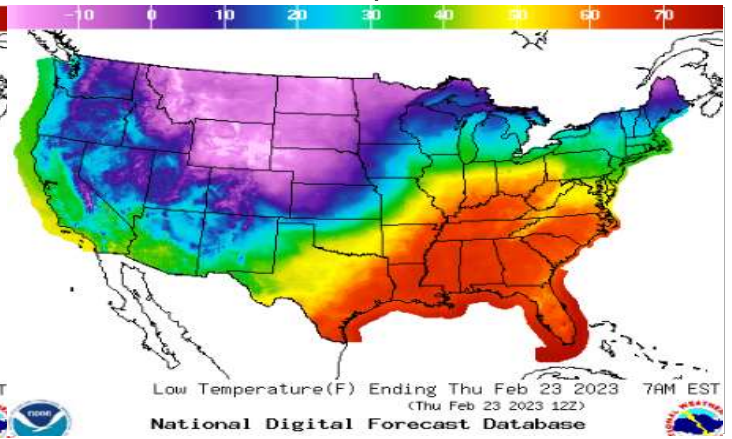 -10 0 10 20 30 40 50 60 70
T
Low Temperature(F) Ending Thu Feb 23 2023 7AM EST
(Thu Feb 23 2023 12Z)
National Digital Forecast Database
noaa